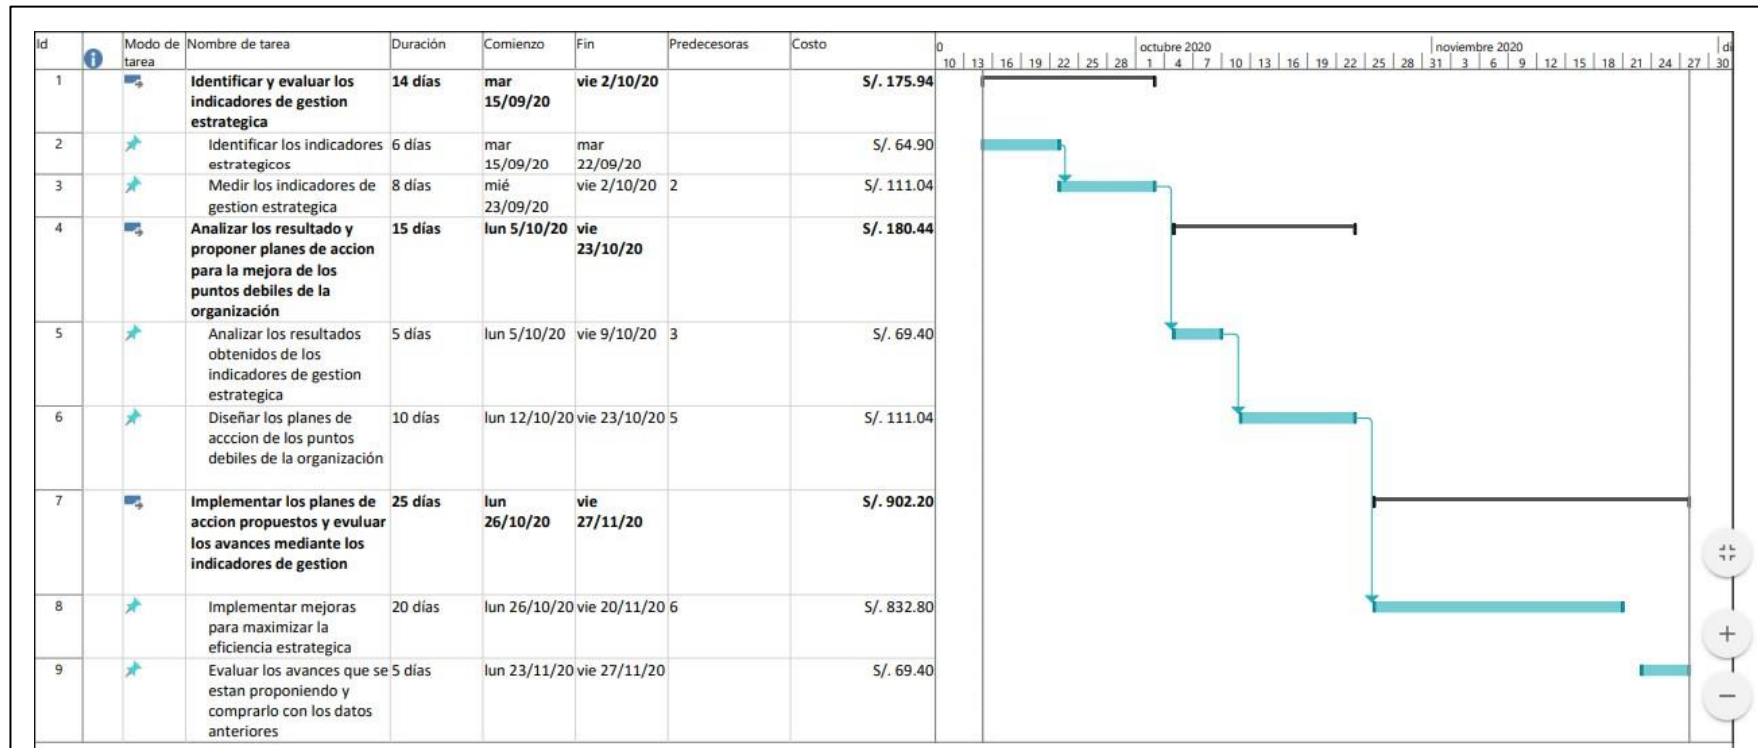 Id Modo de Nombre de tarea Duración Comienzo Fin Predecesoras Costo
tarea
0 octubre 2020 noviembre 2020 di
10 13 16 19 22 25 28 1 4 7 10 13 16 19 22 25 28 31 3 6 9 12 15 18 21 24 27 30
1 Identificar y evaluar los 14 días mar vie 2/10/20 S/. 175.94
indicadores de gestion 15/09/20
estrategica
2 Identificar los indicadores 6 días mar mar S/. 64.90
estrategicos 15/09/20 22/09/20
3 Medir los indicadores de 8 días mié vie 2/10/20 2 S/. 111.04
gestion estrategica 23/09/20
4 Analizar los resultado y 15 días lun 5/10/20 vie S/. 180.44
proponer planes de accion 23/10/20
para la mejora de los
puntos debiles de la
organización
5 Analizar los resultados 5 días lun 5/10/20 vie 9/10/20 3 S/. 69.40
obtenidos de los
indicadores de gestion
estrategica
6 Diseñar los planes de 10 días lun 12/10/20 vie 23/10/20 5 S/. 111.04
acccion de los puntos
debiles de la organización
7 Implementar los planes de 25 días lun vie S/. 902.20
accion propuestos y evuluar 26/10/20 27/11/20
los avances mediante los
indicadores de gestion
8 Implementar mejoras 20 días lun 26/10/20 vie 20/11/20 6 S/. 832.80
para maximizar la
eficiencia estrategica
9 Evaluar los avances que se 5 días lun 23/11/20 vie 27/11/20 S/. 69.40
estan proponiendo y
comprarlo con los datos
anteriores